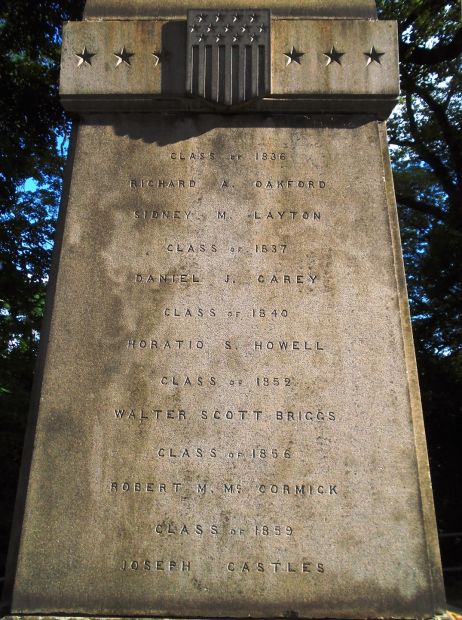 CLASS OF 1836
RICHARD A. OAKFORD
SIDNEY M. LAYTON
CLASS OF 1837
DANIEL J. CAREY
CLASS OF 1840
HORATIO S. HOWELL
CLASS OF 1852
WALTER SCOTT BRIGGS
CLASS OF 1856
ROBERT M. Mc CORMICK
CLASS OF 1859
JOSEPH CASTLES